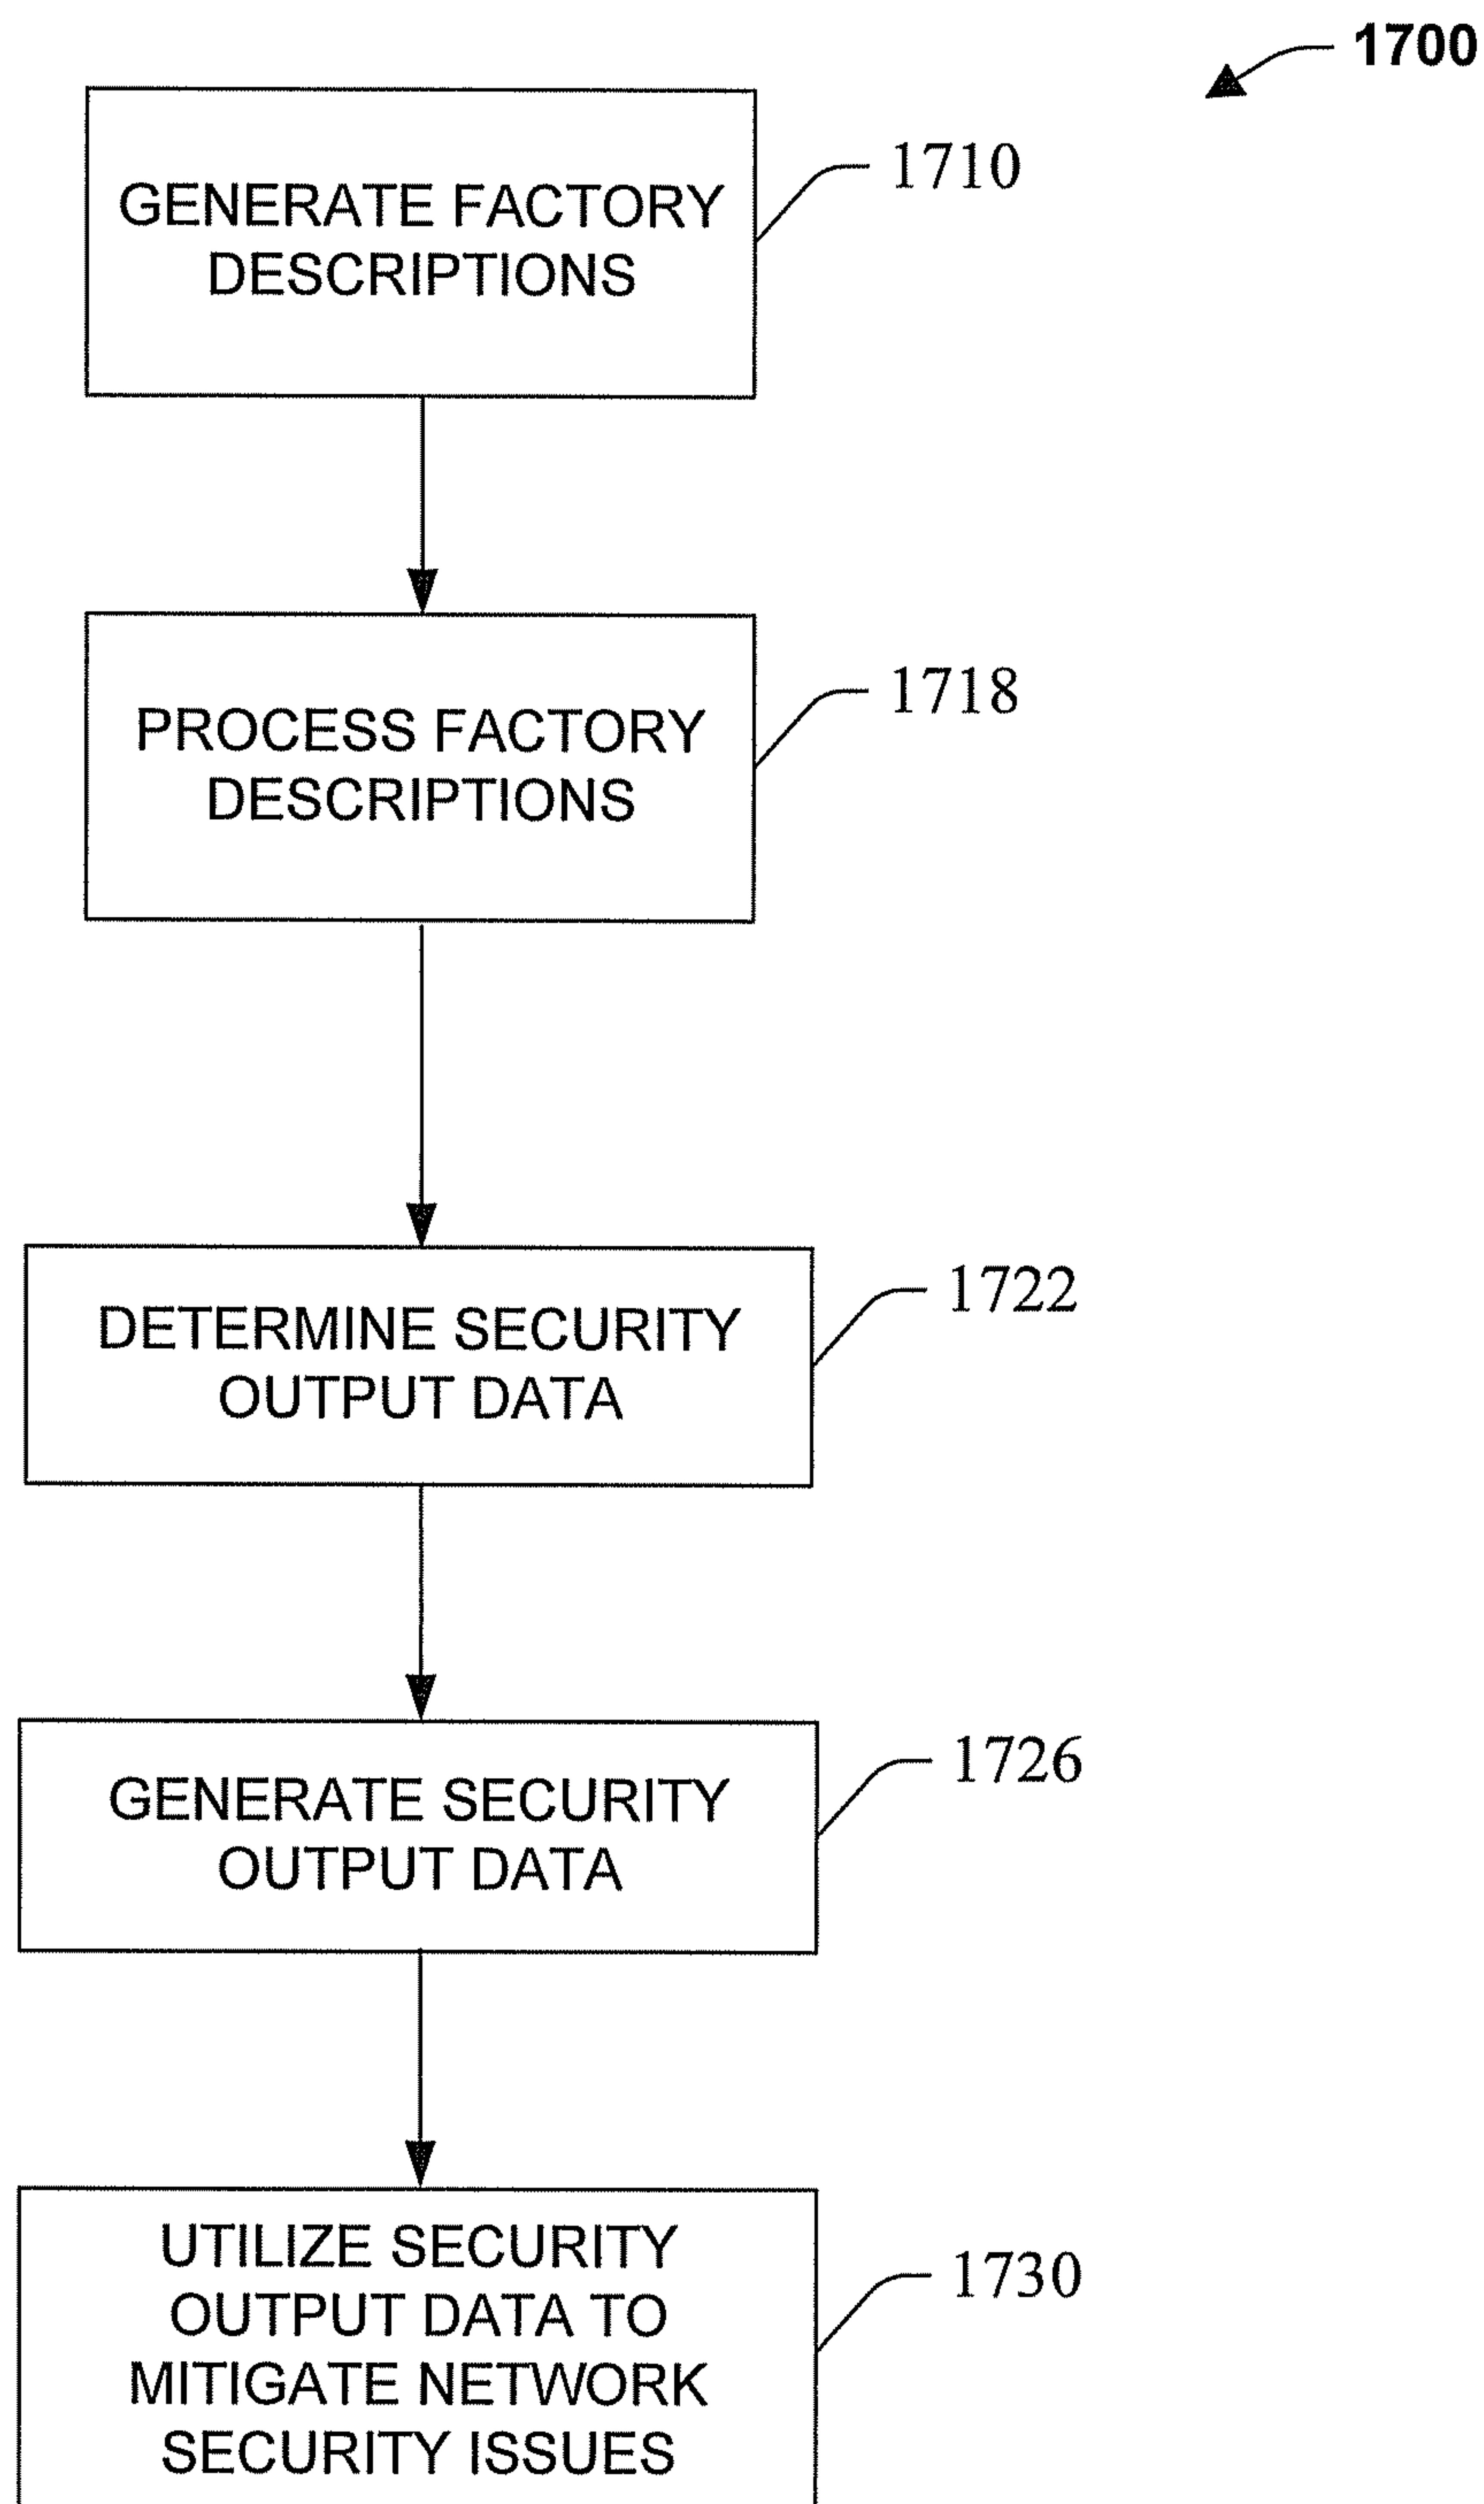 1700
GENERATE FACTORY
DESCRIPTIONS
1710
PROCESS FACTORY
DESCRIPTIONS
1718
DETERMINE SECURITY
OUTPUT DATA
1722
GENERATE SECURITY
OUTPUT DATA
1726
UTILIZE SECURITY
OUTPUT DATA TO
MITIGATE NETWORK
SECURITY ISSUES
1730